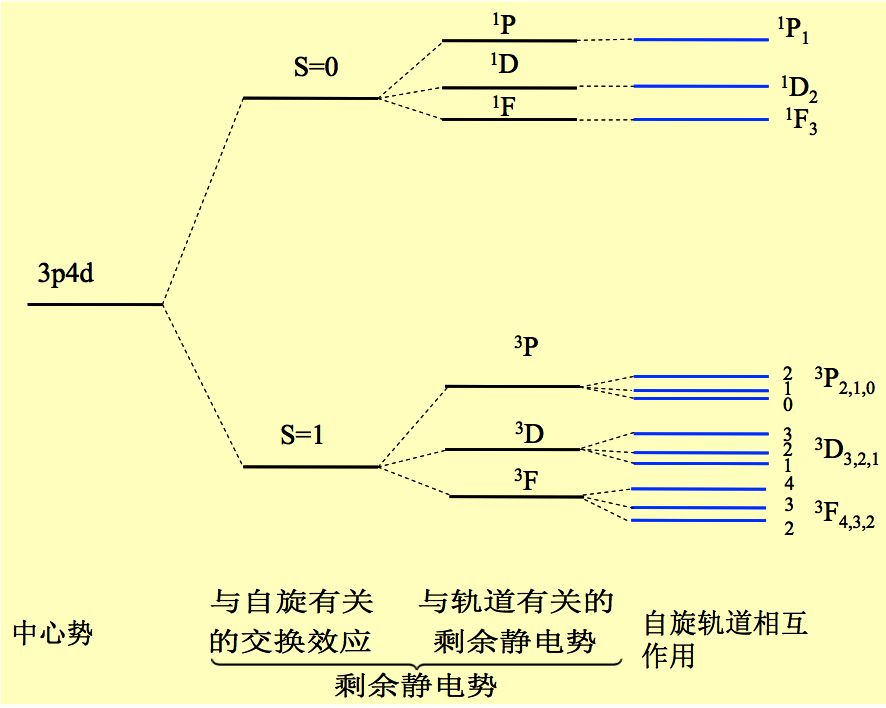 ¹P
¹P₁
S=0
¹D
¹D₂
¹F
¹F₃
3p4d
³P
2
1
0
³P₂,₁,₀
S=1
³D
3
2
1
³D₃,₂,₁
³F
4
3
2
³F₄,₃,₂
中心势
与自旋有关
的交换效应
与轨道有关的
剩余静电势
剩余静电势
自旋轨道相互
作用